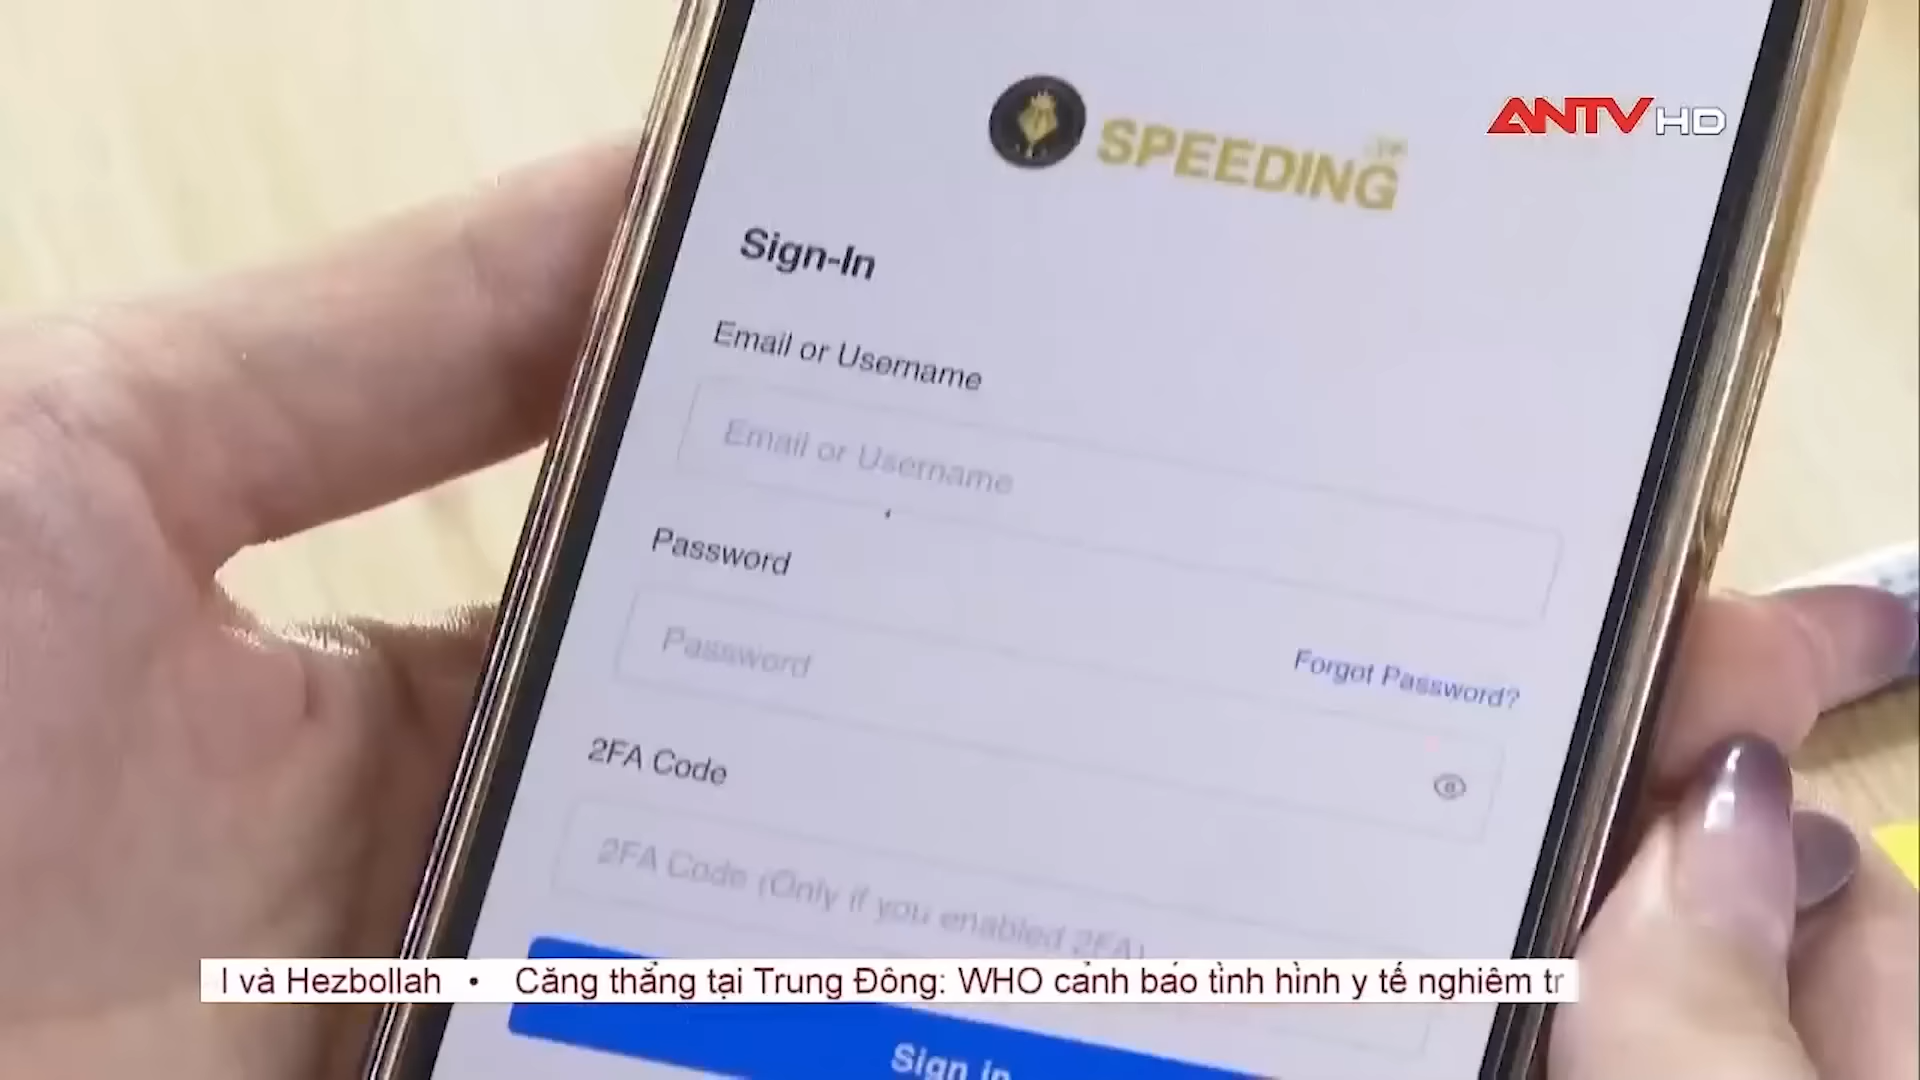 ANTV HD
SPEEDING
Sign-In
Email or Username
Email or Username
Password
Forgot Password?
Password
2FA Code
2FA Code (Only if you enabled 2FA)
I và Hezbollah • Căng thẳng tại Trung Đông: WHO cảnh báo tình hình y tế nghiêm tr
Sign in